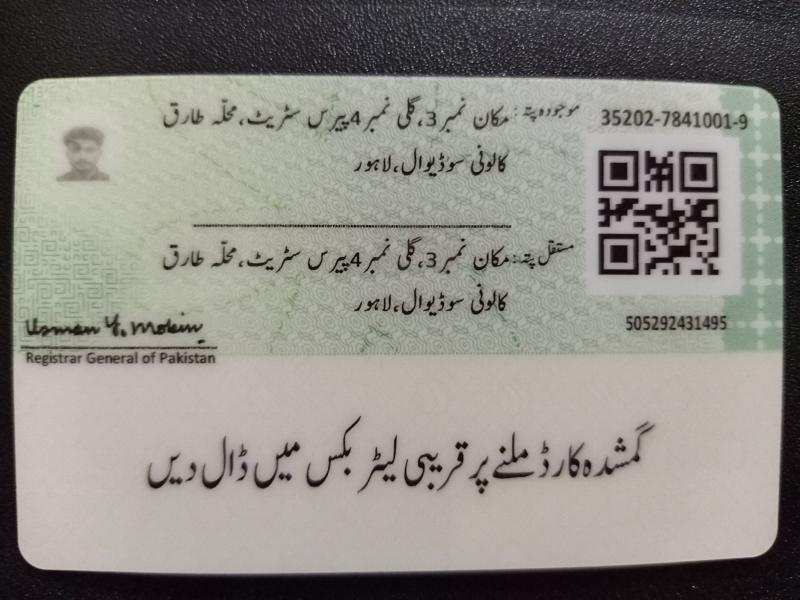 موجودہ پتہ: مکان نمبر 3، گلی نمبر 4 پیرس سٹریٹ، محلّہ طارق
کالونی سوڈیوال، لاہور
35202-7841001-9
مستقل پتہ: مکان نمبر 3، گلی نمبر 4 پیرس سٹریٹ، محلّہ طارق
کالونی سوڈیوال، لاہور
505292431495
Usman Y. Mobin
Registrar General of Pakistan
گمشدہ کارڈ ملنے پر قریبی لیٹر بکس میں ڈال دیں